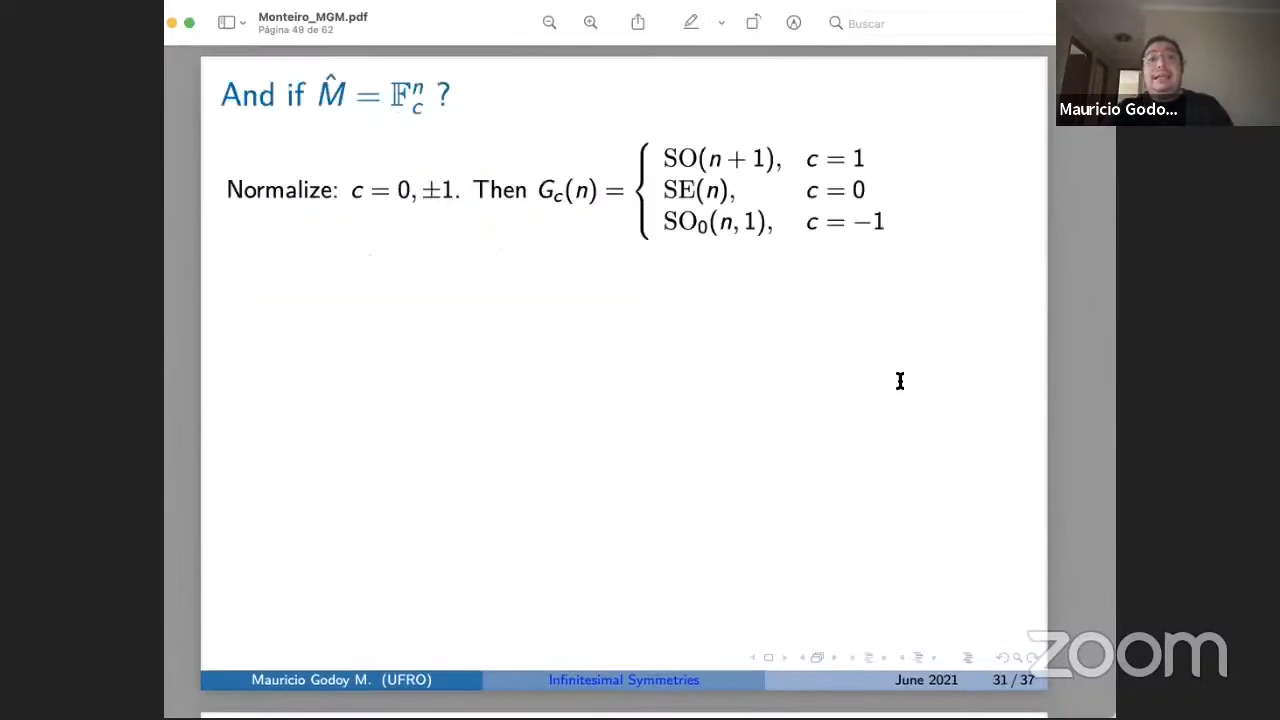 Monteiro_MGM.pdf
Página 49 de 62
Buscar
Mauricio Godo...
And if M̂ = 𝔽ⁿ_c ?
SO(n + 1), c = 1
Normalize: c = 0, ±1. Then G_c(n) = { SE(n), c = 0
SO₀(n, 1), c = −1
zoom
Mauricio Godoy M. (UFRO) Infinitesimal Symmetries June 2021 31 / 37